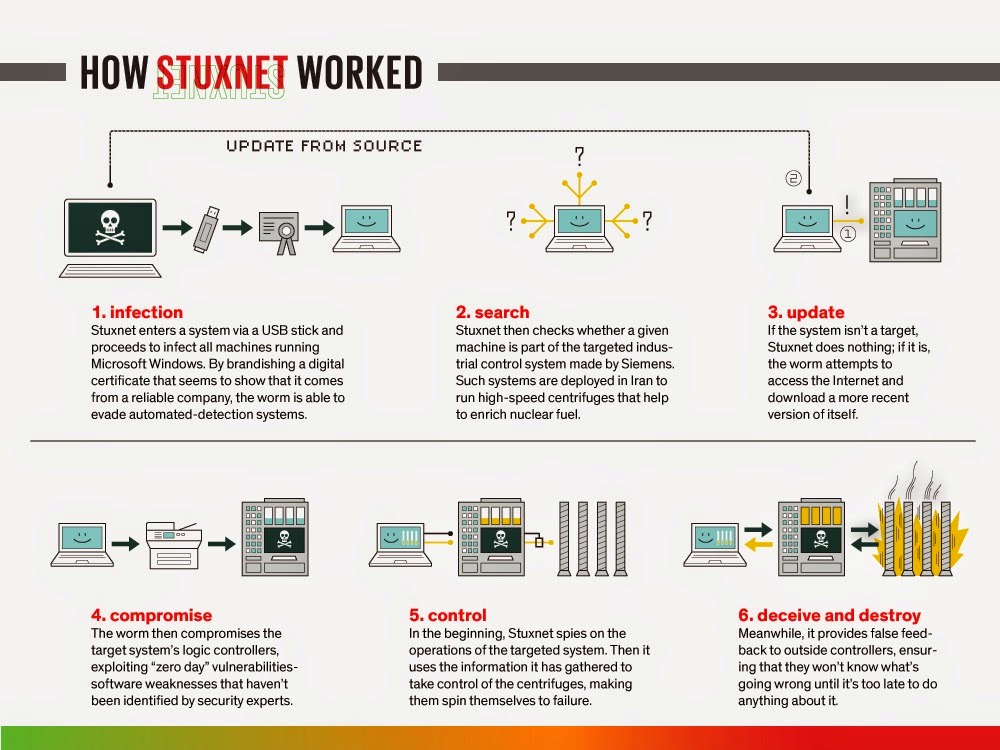 HOW STUXNET WORKED
STUXNET
UPDATE FROM SOURCE
?
?
?
2
!
1
1. infection
Stuxnet enters a system via a USB stick and
proceeds to infect all machines running
Microsoft Windows. By brandishing a digital
certificate that seems to show that it comes
from a reliable company, the worm is able to
evade automated-detection systems.
2. search
Stuxnet then checks whether a given
machine is part of the targeted indus-
trial control system made by Siemens.
Such systems are deployed in Iran to
run high-speed centrifuges that help
to enrich nuclear fuel.
3. update
If the system isn't a target,
Stuxnet does nothing; if it is,
the worm attempts to
access the Internet and
download a more recent
version of itself.
4. compromise
The worm then compromises the
target system's logic controllers,
exploiting “zero day” vulnerabilities-
software weaknesses that haven't
been identified by security experts.
5. control
In the beginning, Stuxnet spies on the
operations of the targeted system. Then it
uses the information it has gathered to
take control of the centrifuges, making
them spin themselves to failure.
6. deceive and destroy
Meanwhile, it provides false feed-
back to outside controllers, ensur-
ing that they won't know what's
going wrong until it's too late to do
anything about it.